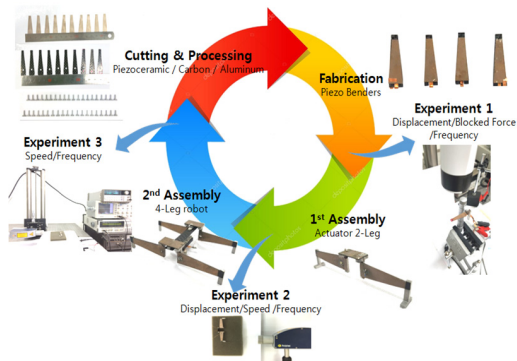 Cutting & Processing
Piezoceramic / Carbon / Aluminum
Fabrication
Piezo Benders
Experiment 1
Displacement/Blocked Force
/Frequency
Experiment 3
Speed/Frequency
2nd Assembly
4-Leg robot
1st Assembly
Actuator 2-Leg
Experiment 2
Displacement/Speed /Frequency